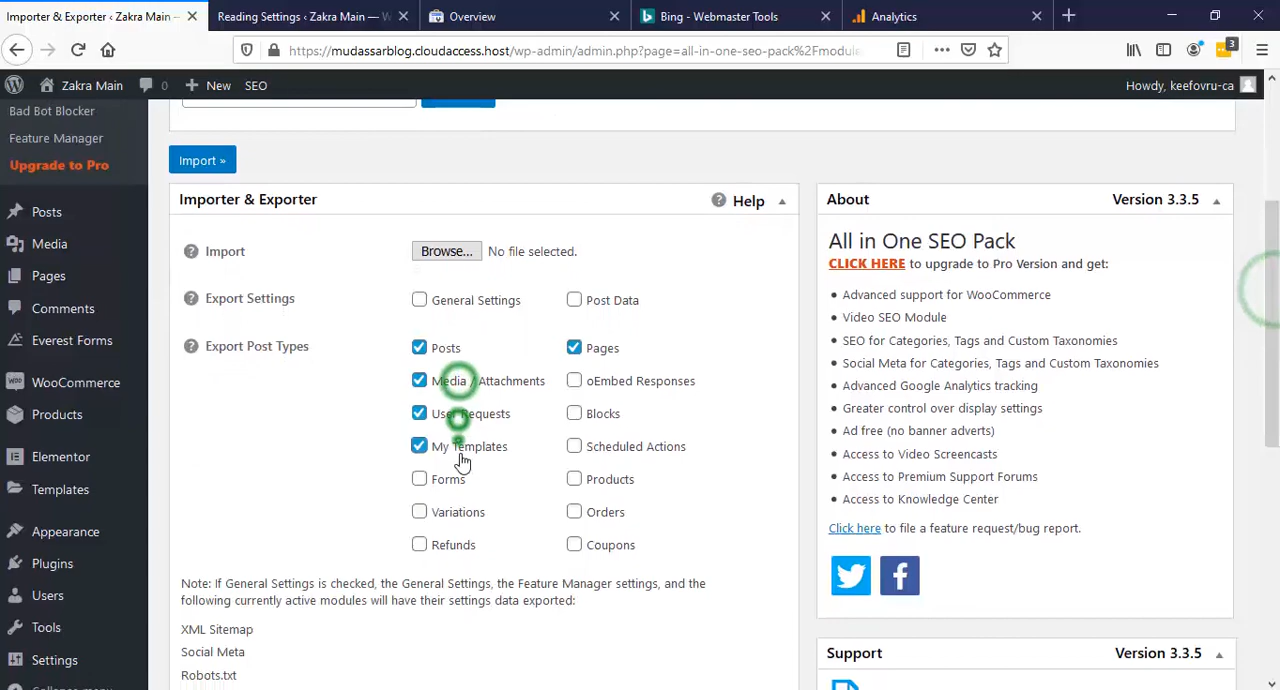 Importer & Exporter ‹ Zakra Main —
Reading Settings ‹ Zakra Main — W
Overview
Bing - Webmaster Tools
Analytics
https://mudassarblog.cloudaccess.host/wp-admin/admin.php?page=all-in-one-seo-pack%2Fmodule
3
Zakra Main
0
New
SEO
Howdy, keefovru-ca
Bad Bot Blocker
Feature Manager
Upgrade to Pro
Posts
Media
Pages
Comments
Everest Forms
WooCommerce
Products
Elementor
Templates
Appearance
Plugins
Users
Tools
Settings
Collapse menu
Import »
Importer & Exporter
Help
Import
Browse...
No file selected.
Export Settings
General Settings
Post Data
Export Post Types
Posts
Pages
Media / Attachments
oEmbed Responses
User Requests
Blocks
My Templates
Scheduled Actions
Forms
Products
Variations
Orders
Refunds
Coupons
Note: If General Settings is checked, the General Settings, the Feature Manager settings, and the
following currently active modules will have their settings data exported:
XML Sitemap
Social Meta
Robots.txt
About
Version 3.3.5
All in One SEO Pack
CLICK HERE to upgrade to Pro Version and get:
Advanced support for WooCommerce
Video SEO Module
SEO for Categories, Tags and Custom Taxonomies
Social Meta for Categories, Tags and Custom Taxonomies
Advanced Google Analytics tracking
Greater control over display settings
Ad free (no banner adverts)
Access to Video Screencasts
Access to Premium Support Forums
Access to Knowledge Center
Click here to file a feature request/bug report.
Support
Version 3.3.5